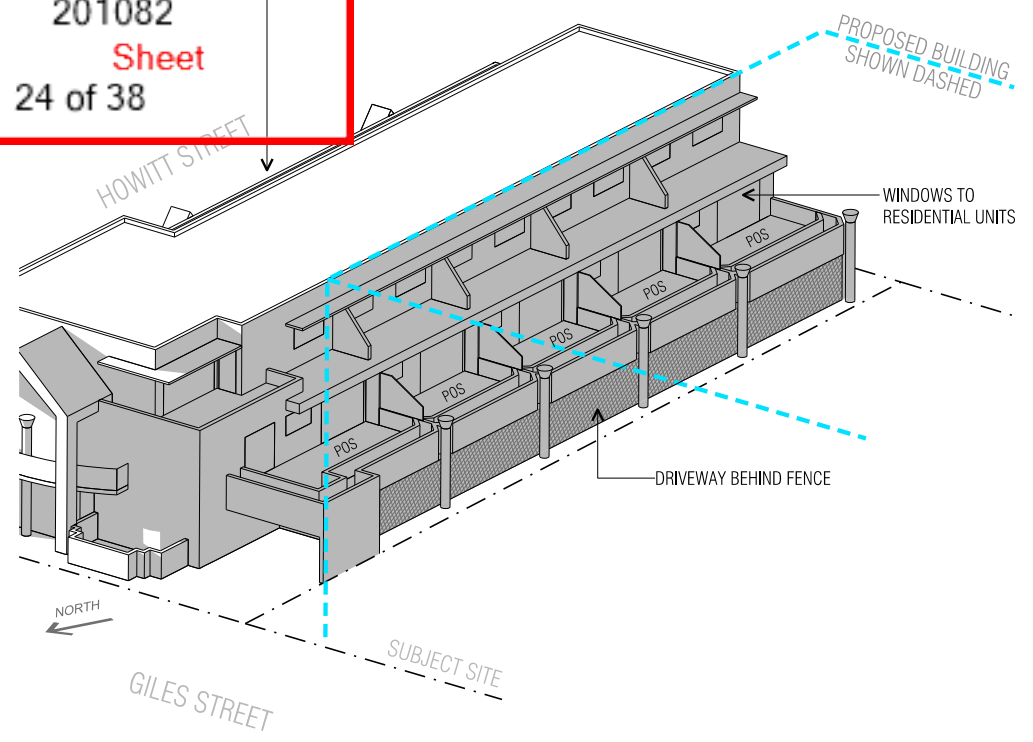 201082
Sheet
24 of 38
PROPOSED BUILDING
SHOWN DASHED
HOWITT STREET
WINDOWS TO
RESIDENTIAL UNITS
POS
POS
POS
POS
POS
DRIVEWAY BEHIND FENCE
NORTH
SUBJECT SITE
GILES STREET